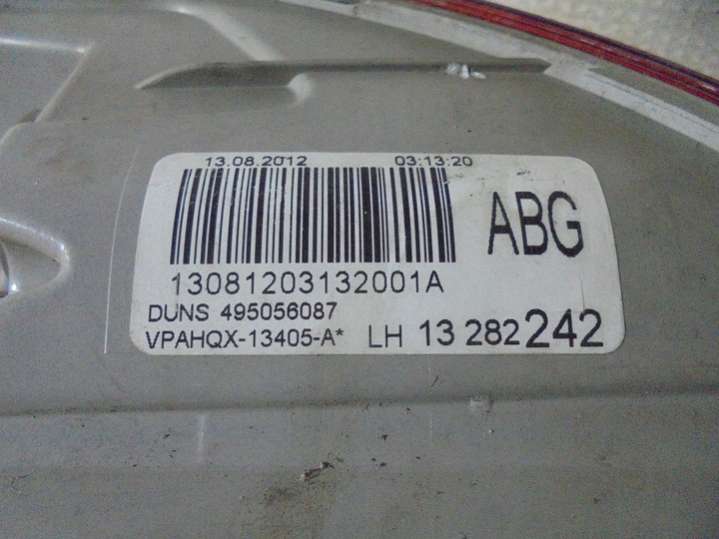 13.08.2012 03:13:20
ABG
13081203132001A
DUNS 495056087
VPAHQX-13405-A* LH 13 282 242